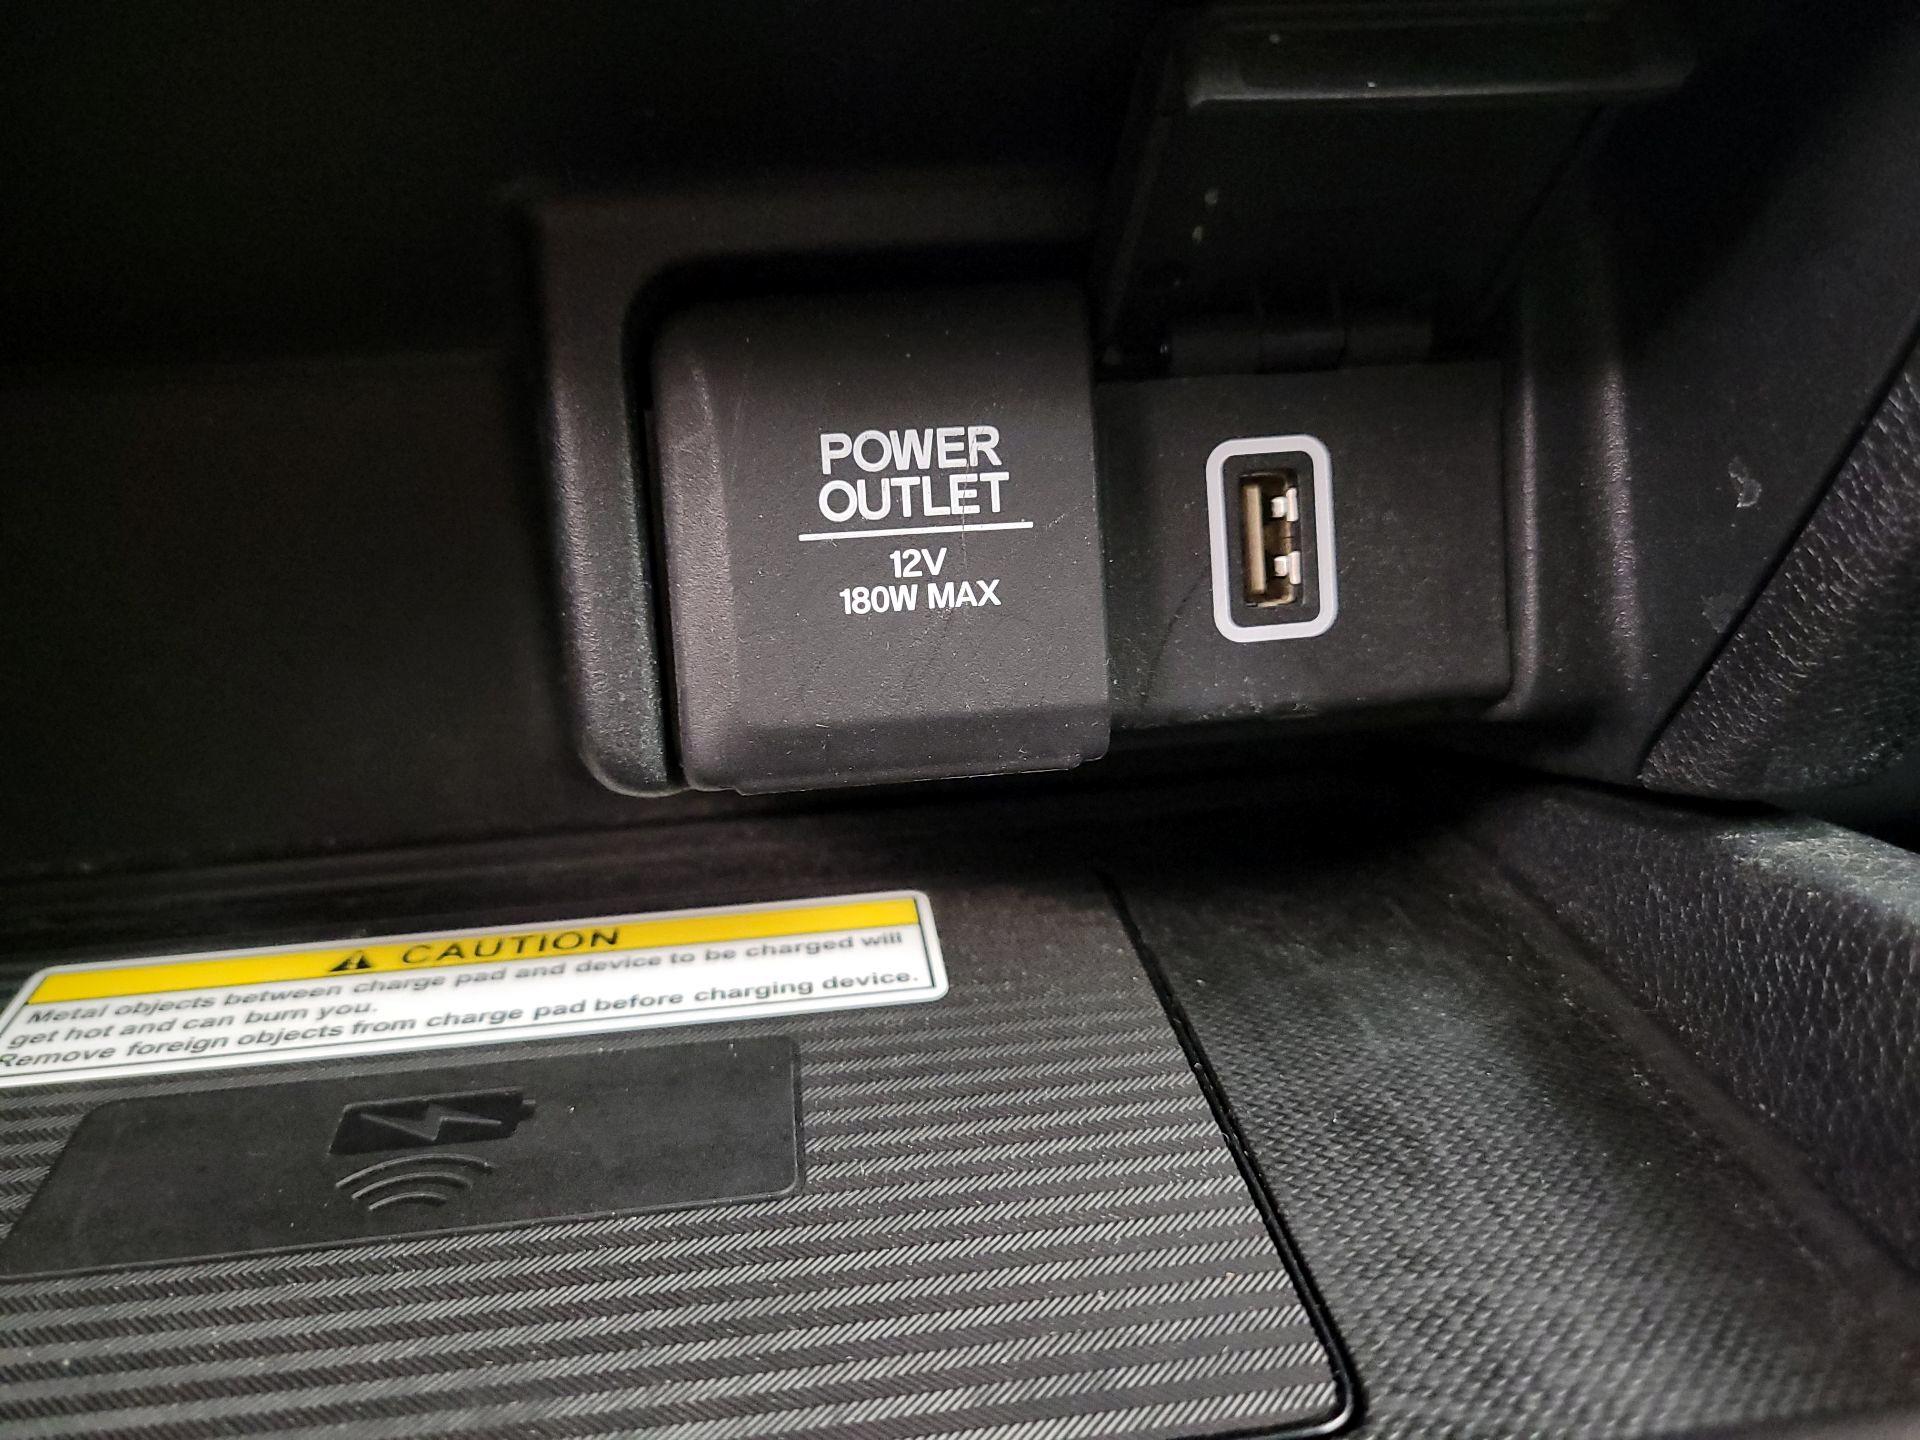 POWER
OUTLET
12V
180W MAX
CAUTION
Metal objects between charge pad and device to be charged will
get hot and can burn you.
Remove foreign objects from charge pad before charging device.